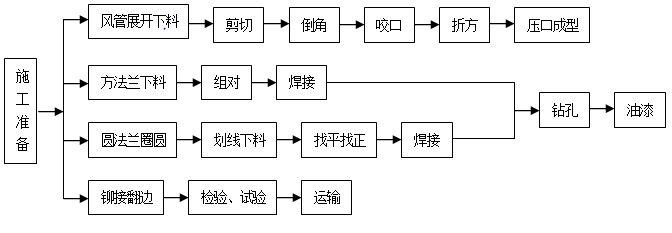 施工准备
风管展开下料
剪切
倒角
咬口
折方
压口成型
方法兰下料
组对
焊接
圆法兰圈圆
划线下料
找平找正
焊接
钻孔
油漆
铆接翻边
检验、试验
运输